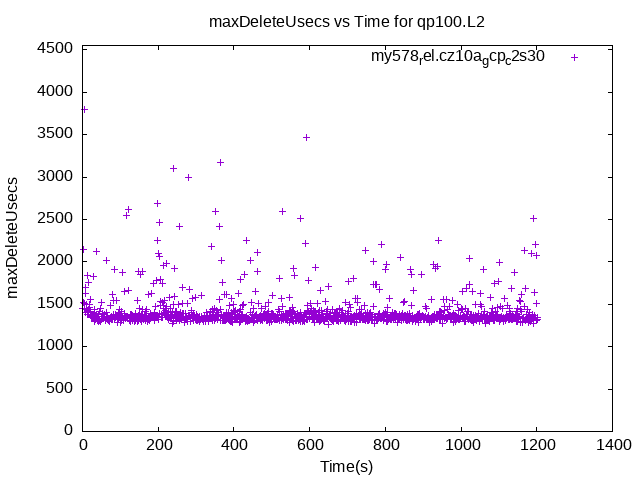 maxDeleteUsecs vs Time for qp100.L2
my578rel.cz10agcpc2s30
4500
4000
3500
3000
2500
2000
1500
1000
500
0
maxDeleteUsecs
0 200 400 600 800 1000 1200 1400
Time(s)